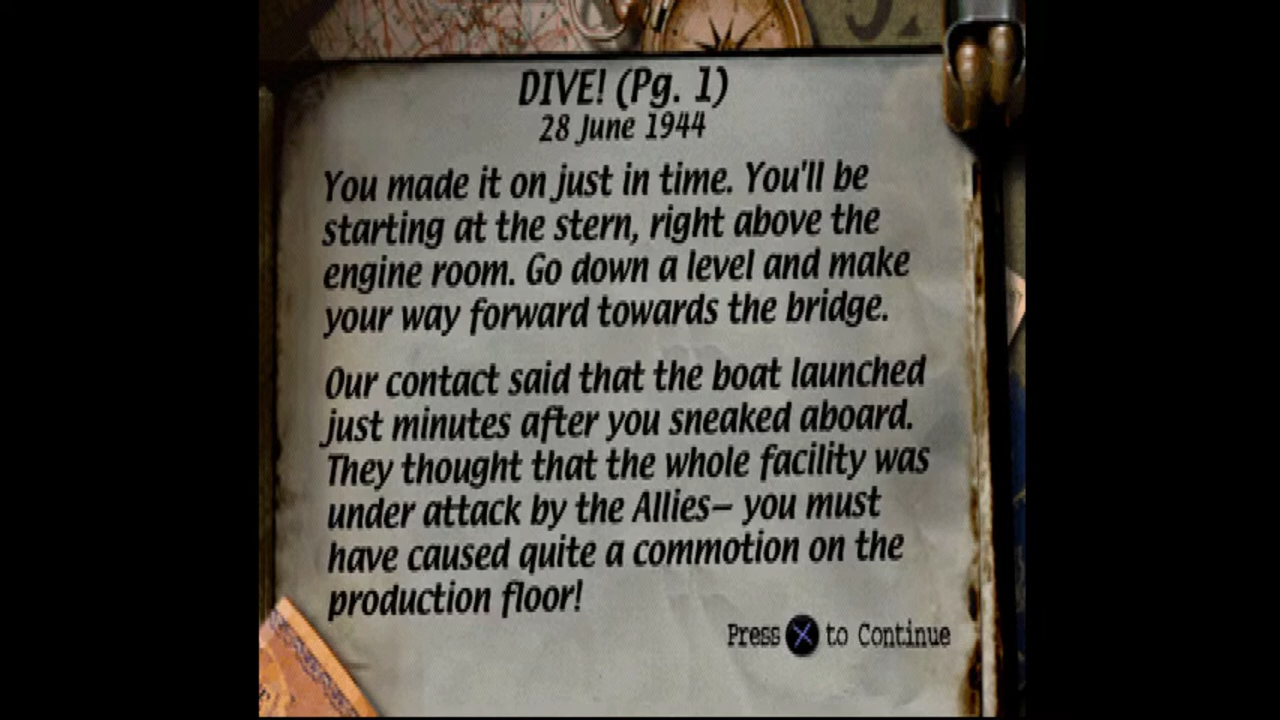 DIVE! (Pg. 1)
28 June 1944
You made it on just in time. You'll be
starting at the stern, right above the
engine room. Go down a level and make
your way forward towards the bridge.
Our contact said that the boat launched
just minutes after you sneaked aboard.
They thought that the whole facility was
under attack by the Allies– you must
have caused quite a commotion on the
production floor!
Press X to Continue